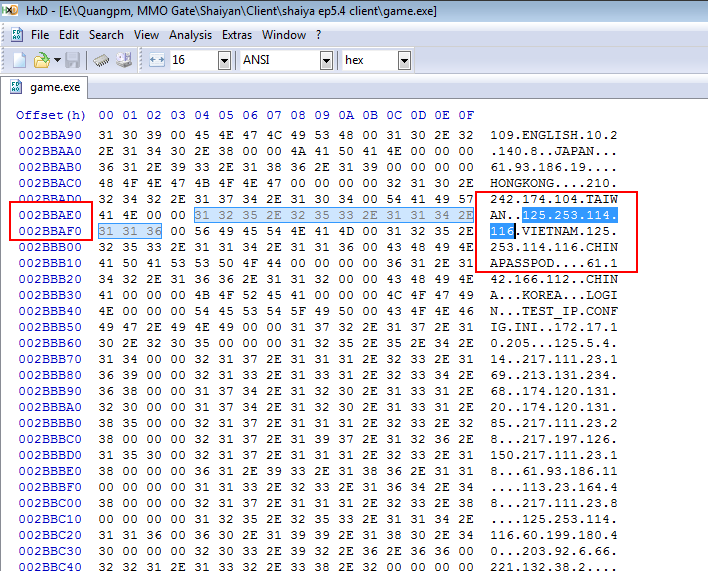 HxD - [E:\Quangpm, MMO Gate\Shaiyan\Client\shaiya ep5.4 client\game.exe]
File Edit Search View Analysis Extras Window ?
16 ANSI hex
game.exe
Offset(h) 00 01 02 03 04 05 06 07 08 09 0A 0B 0C 0D 0E 0F
002BBA90 31 30 39 00 45 4E 47 4C 49 53 48 00 31 30 2E 32 109.ENGLISH.10.2
002BBAA0 2E 31 34 30 2E 38 00 00 4A 41 50 41 4E 00 00 00 .140.8..JAPAN...
002BBAB0 36 31 2E 39 33 2E 31 38 36 2E 31 39 00 00 00 00 61.93.186.19....
002BBAC0 48 4F 4E 47 4B 4F 4E 47 00 00 00 00 32 31 30 2E HONGKONG....210.
002BBAD0 32 34 32 2E 31 37 34 2E 31 30 34 00 54 41 49 57 242.174.104.TAIW
002BBAE0 41 4E 00 00 31 32 35 2E 32 35 33 2E 31 31 34 2E AN..125.253.114.
002BBAF0 31 31 36 00 56 49 45 54 4E 41 4D 00 31 32 35 2E 116.VIETNAM.125.
002BBB00 32 35 33 2E 31 31 34 2E 31 31 36 00 43 48 49 4E 253.114.116.CHIN
002BBB10 41 50 41 53 53 50 4F 44 00 00 00 00 36 31 2E 31 APASSPOD....61.1
002BBB20 34 32 2E 31 36 36 2E 31 31 32 00 00 43 48 49 4E 42.166.112..CHIN
002BBB30 41 00 00 00 4B 4F 52 45 41 00 00 00 4C 4F 47 49 A...KOREA...LOGI
002BBB40 4E 00 00 00 54 45 53 54 5F 49 50 00 43 4F 4E 46 N...TEST_IP.CONF
002BBB50 49 47 2E 49 4E 49 00 00 31 37 32 2E 31 37 2E 31 IG.INI..172.17.1
002BBB60 30 2E 32 30 35 00 00 00 31 32 35 2E 35 2E 34 2E 0.205...125.5.4.
002BBB70 31 34 00 00 32 31 37 2E 31 31 31 2E 32 33 2E 31 14..217.111.23.1
002BBB80 36 39 00 00 32 31 33 2E 31 33 31 2E 32 33 34 2E 69..213.131.234.
002BBB90 36 38 00 00 31 37 34 2E 31 32 30 2E 31 33 31 2E 68..174.120.131.
002BBBA0 32 30 00 00 31 37 34 2E 31 32 30 2E 31 33 31 2E 20..174.120.131.
002BBBB0 38 35 00 00 32 31 37 2E 31 31 31 2E 32 33 2E 32 85..217.111.23.2
002BBBC0 38 00 00 00 32 31 37 2E 31 39 37 2E 31 32 36 2E 8...217.197.126.
002BBBD0 31 35 30 00 32 31 37 2E 31 31 31 2E 32 33 2E 31 150.217.111.23.1
002BBBE0 38 00 00 00 36 31 2E 39 33 2E 31 38 36 2E 31 31 8...61.93.186.11
002BBBF0 00 00 00 00 31 31 33 2E 32 33 2E 31 36 34 2E 34 ....113.23.164.4
002BBC00 38 00 00 00 32 31 37 2E 31 31 31 2E 32 33 2E 38 8...217.111.23.8
002BBC10 00 00 00 00 31 32 35 2E 32 35 33 2E 31 31 34 2E ....125.253.114.
002BBC20 31 31 36 00 36 30 2E 31 39 39 2E 31 38 30 2E 34 116.60.199.180.4
002BBC30 30 00 00 00 32 30 33 2E 39 32 2E 36 2E 36 36 00 0...203.92.6.66.
002BBC40 32 32 31 2E 31 33 32 2E 33 38 2E 32 00 00 00 00 221.132.38.2....